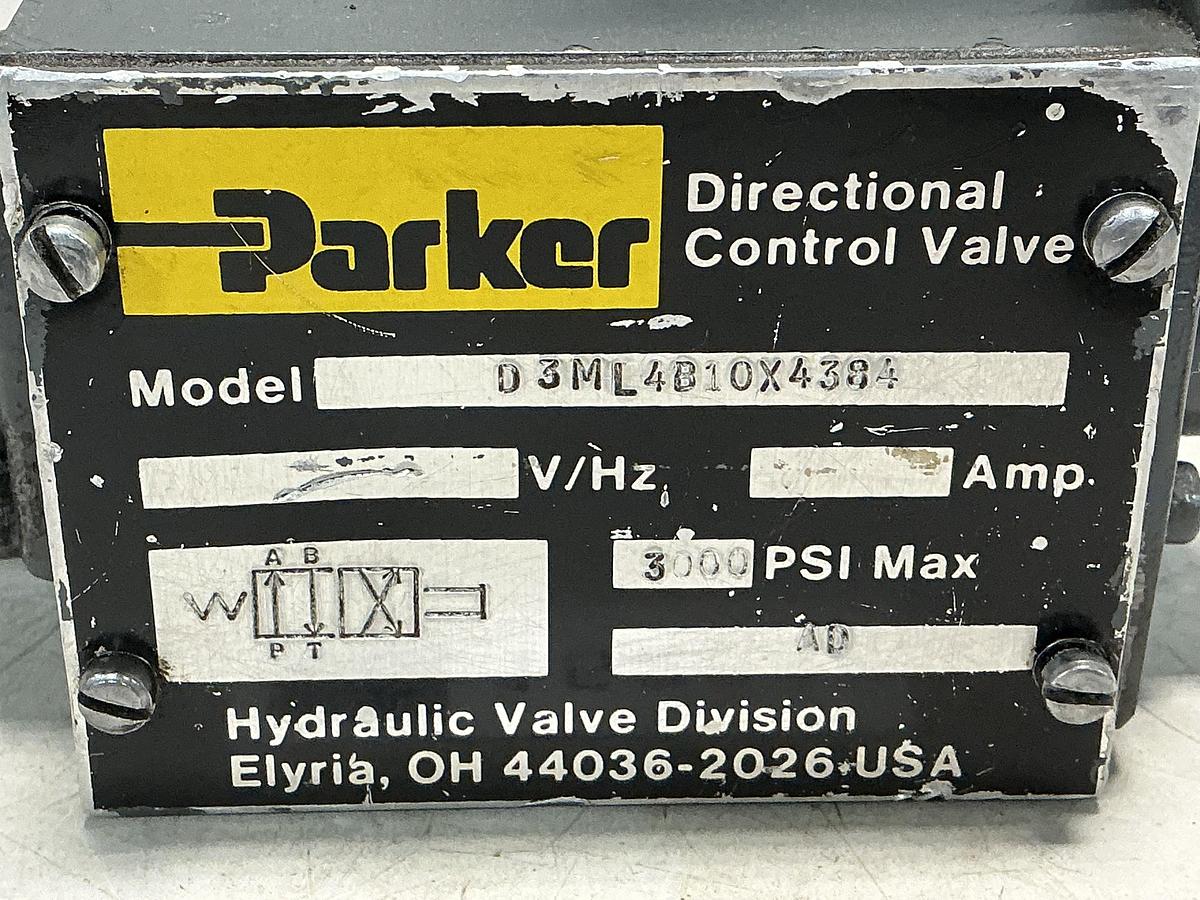 Parker
Directional
Control Valve
Model D3ML4B10X4384
V/Hz
Amp.
A B
P T
3000 PSI Max
AD
Hydraulic Valve Division
Elyria, OH 44036-2026 USA